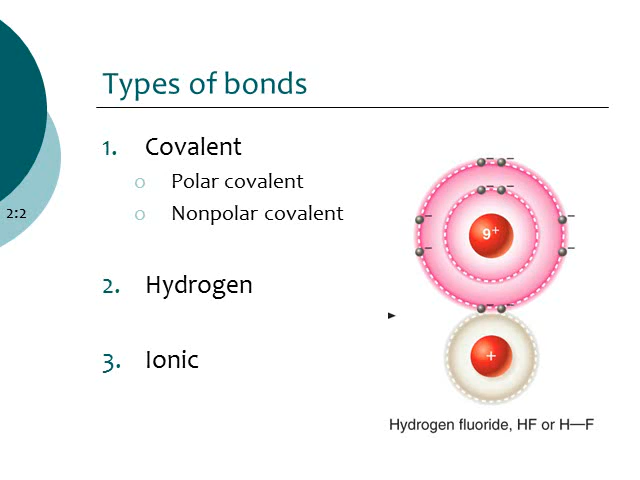 Types of bonds
1. Covalent
o Polar covalent
o Nonpolar covalent
2:2
2. Hydrogen
3. Ionic
9+
+
Hydrogen fluoride, HF or H—F